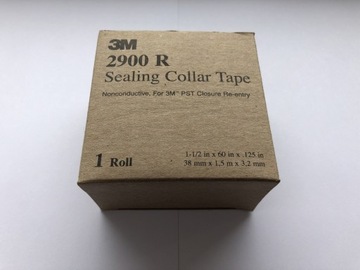 3M
2900 R
Sealing Collar Tape
Nonconductive, For 3M™ PST Closure Re-entry
1 Roll
1-1/2 in x 60 in x .125 in
38 mm x 1,5 m x 3,2 mm